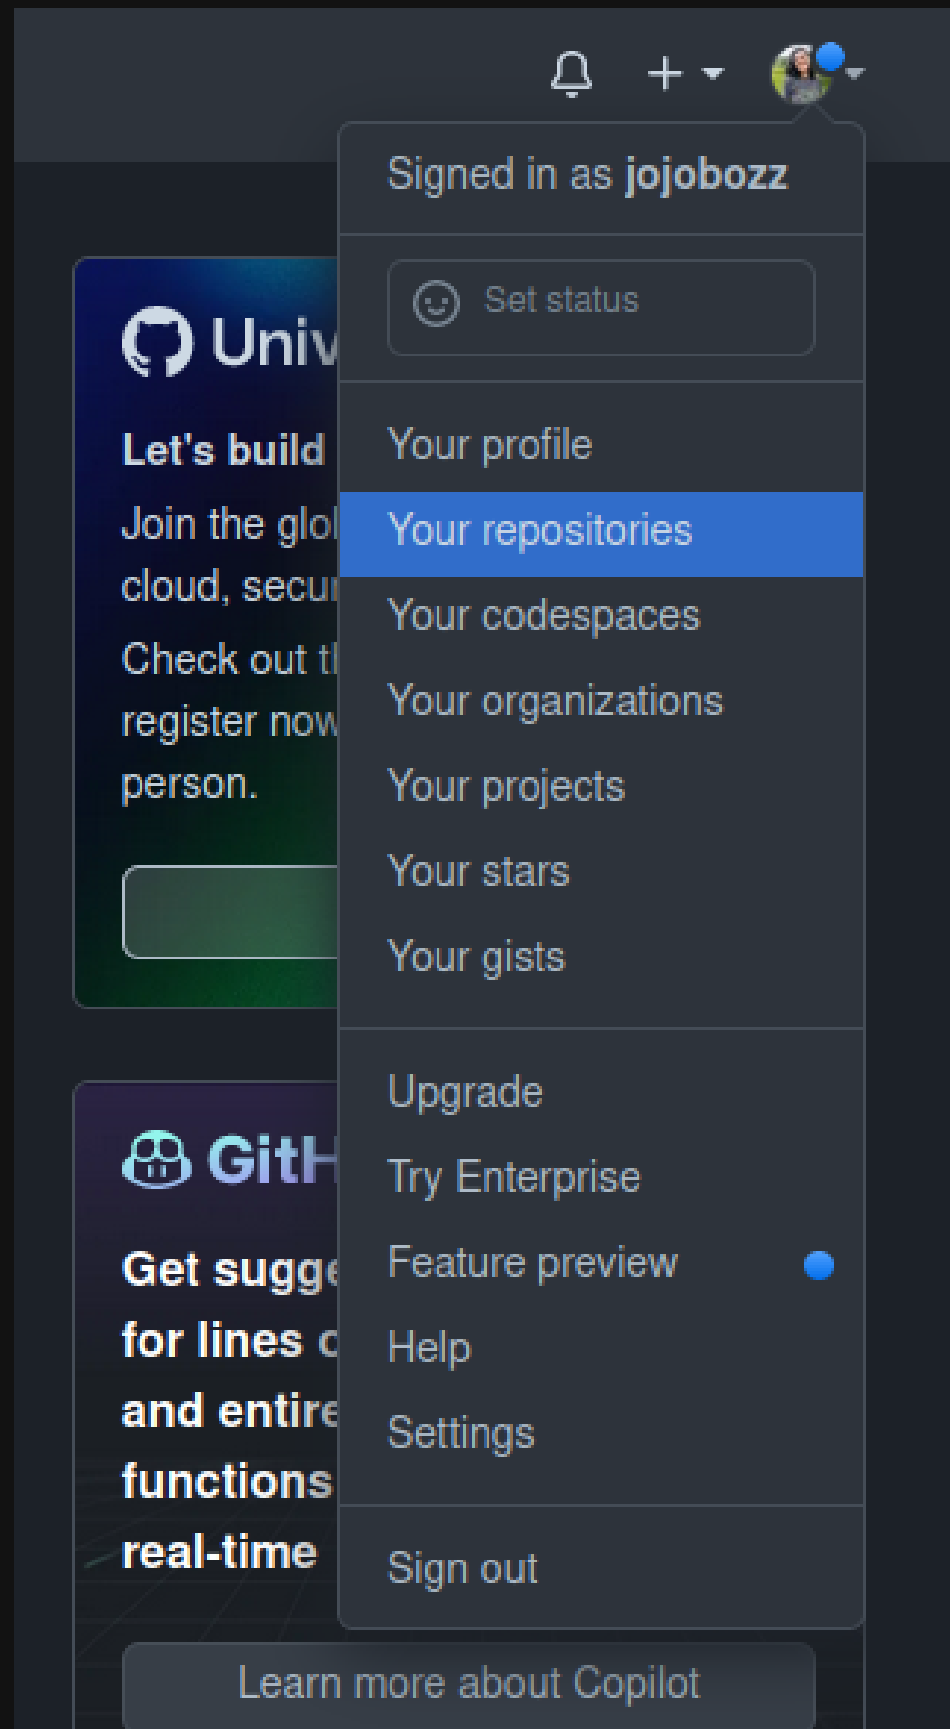 Signed in as jojobozz
Set status
Your profile
Your repositories
Your codespaces
Your organizations
Your projects
Your stars
Your gists
Upgrade
Try Enterprise
Feature preview
Help
Settings
Sign out
Univ
Let's build
Join the glo
cloud, secur
Check out t
register now
person.
GitH
Get sugge
for lines
and entire
functions
real-time
Learn more about Copilot